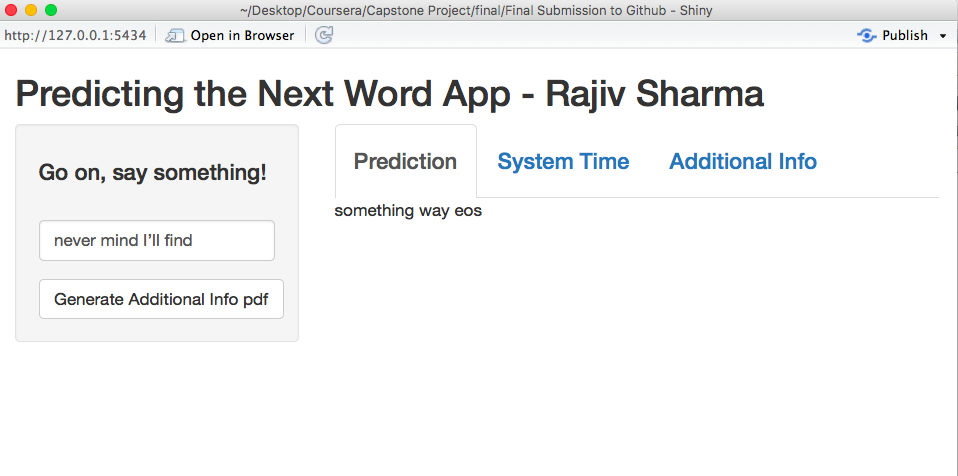 ~/Desktop/Coursera/Capstone Project/final/Final Submission to Github - Shiny
http://127.0.0.1:5434 Open in Browser Publish
Predicting the Next Word App - Rajiv Sharma
Go on, say something!
never mind I’ll find
Generate Additional Info pdf
Prediction System Time Additional Info
something way eos